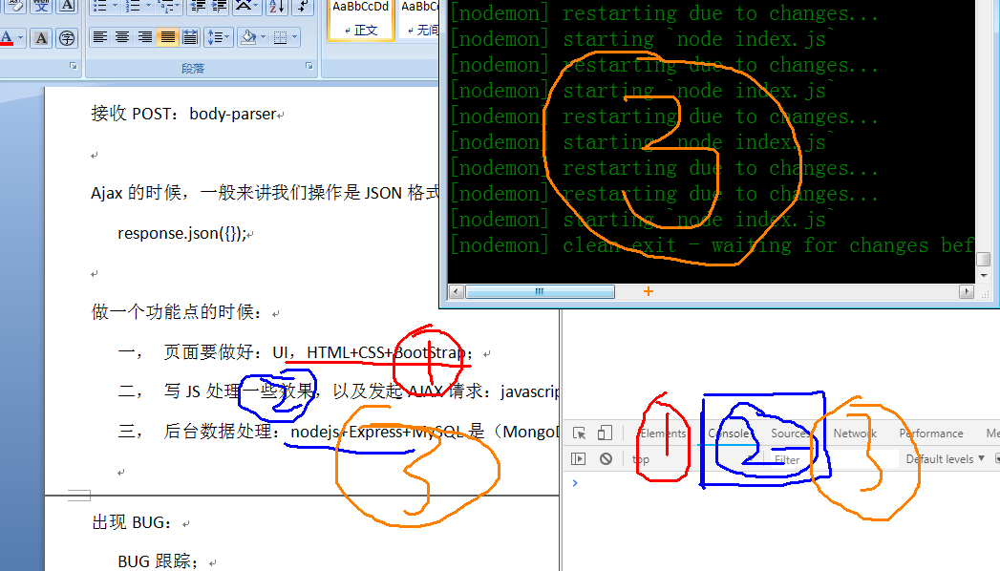 AaBbCcDd AaBbCc
正文 无间
段落
接收 POST：body-parser
Ajax 的时候，一般来讲我们操作是 JSON 格式
response.json({});
做一个功能点的时候：
一， 页面要做好：UI，HTML+CSS+BootStrap；
二， 写 JS 处理一些效果，以及发起 AJAX 请求：javascrip
三， 后台数据处理：nodejs+Express+MySQL 是（MongoD
出现 BUG：
BUG 跟踪；
[nodemon] restarting due to changes...
[nodemon] starting `node index.js`
[nodemon] restarting due to changes...
[nodemon] starting `node index.js`
[nodemon] restarting due to changes...
[nodemon] starting `node index.js`
[nodemon] restarting due to changes...
[nodemon] restarting due to changes...
[nodemon] starting `node index.js`
[nodemon] clean exit - waiting for changes bef
3
1
2
3
Elements Console Sources Network Performance Me
top Filter Default levels ▼
1 2 3